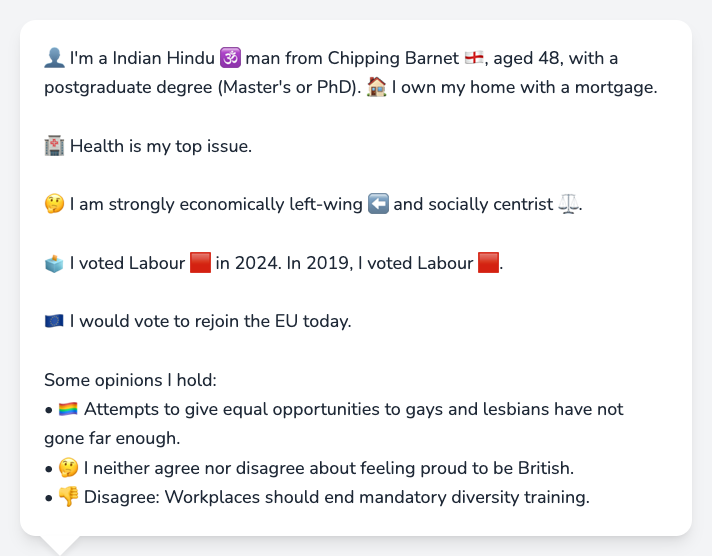 👤 I'm a Indian Hindu 🕉️ man from Chipping Barnet 🏴󠁧󠁢󠁥󠁮󠁧󠁿, aged 48, with a
postgraduate degree (Master's or PhD). 🏠 I own my home with a mortgage.
🏥 Health is my top issue.
🤔 I am strongly economically left-wing ⬅️ and socially centrist ⚖️.
🗳️ I voted Labour 🟥 in 2024. In 2019, I voted Labour 🟥.
🇪🇺 I would vote to rejoin the EU today.
Some opinions I hold:
• 🏳️‍🌈 Attempts to give equal opportunities to gays and lesbians have not
gone far enough.
• 🤔 I neither agree nor disagree about feeling proud to be British.
• 👎 Disagree: Workplaces should end mandatory diversity training.